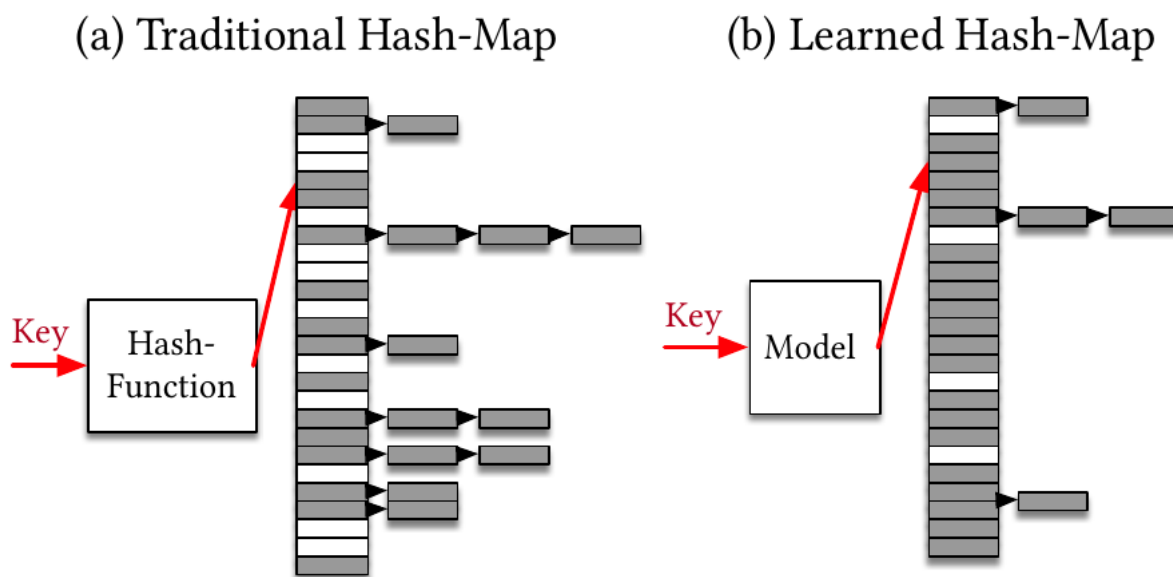 (a) Traditional Hash-Map
(b) Learned Hash-Map
Key
Hash-
Function
Key
Model